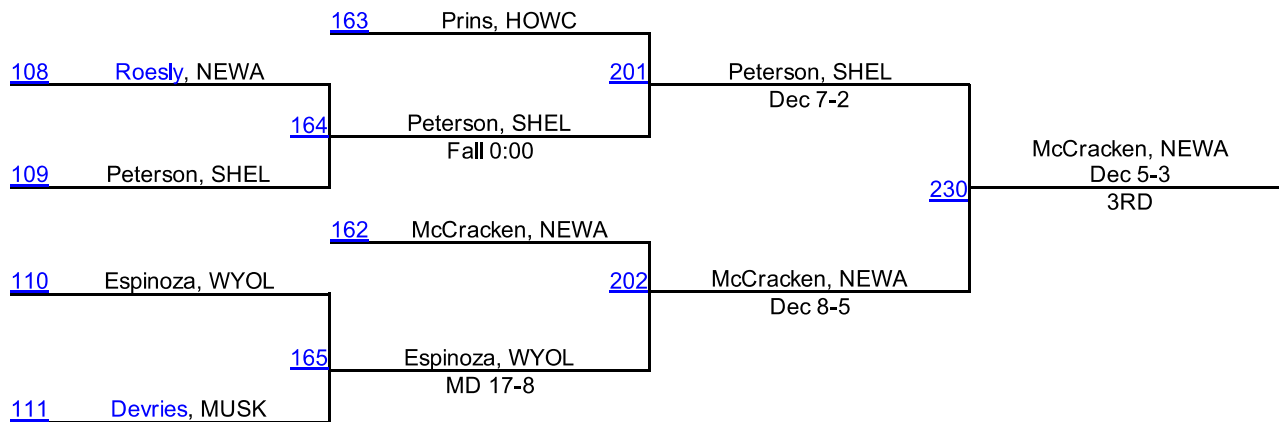 163 Prins, HOWC
108 Roesly, NEWA
201 Peterson, SHEL
Dec 7-2
164 Peterson, SHEL
Fall 0:00
109 Peterson, SHEL
McCracken, NEWA
Dec 5-3
230
3RD
162 McCracken, NEWA
110 Espinoza, WYOL
202 McCracken, NEWA
Dec 8-5
165 Espinoza, WYOL
MD 17-8
111 Devries, MUSK